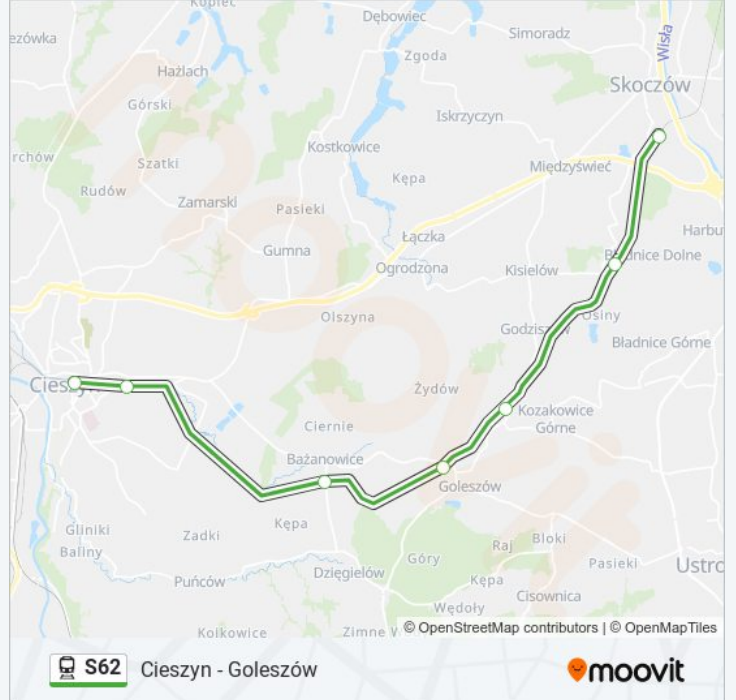 Kopiec
Dębowiec
Simoradz
Wisła
Zgoda
Hażlach
Skoczów
Górski
Iskrzyczyn
Kostkowice
Szatki
Międzyświeć
Rudów
Kępa
Zamarski
Pasieki
Łączka
Harbu
Gumna
Ogrodzona
Kisielów
Bładnice Dolne
Olszyna
Osiny
Godziszów
Bładnice Górne
Cieszyn
Żydów
Kozakowice
Górne
Ciernie
Bażanowice
Goleszów
Kępa
Gliniki
Zadki
Baliny
Raj
Bloki
Góry
Pasieki
Ustro
Dzięgielów
Puńców
Kępa
Cisownica
Wędoły
Kolkowice
Zimne W
© OpenStreetMap contributors | © OpenMapTiles
S62 Cieszyn - Goleszów
moovit